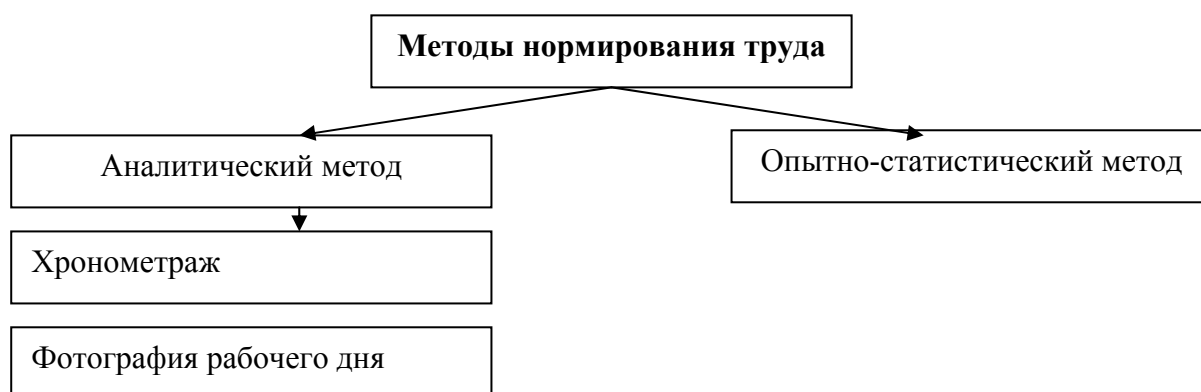 Методы нормирования труда
Аналитический метод
Опытно-статистический метод
Хронометраж
Фотография рабочего дня